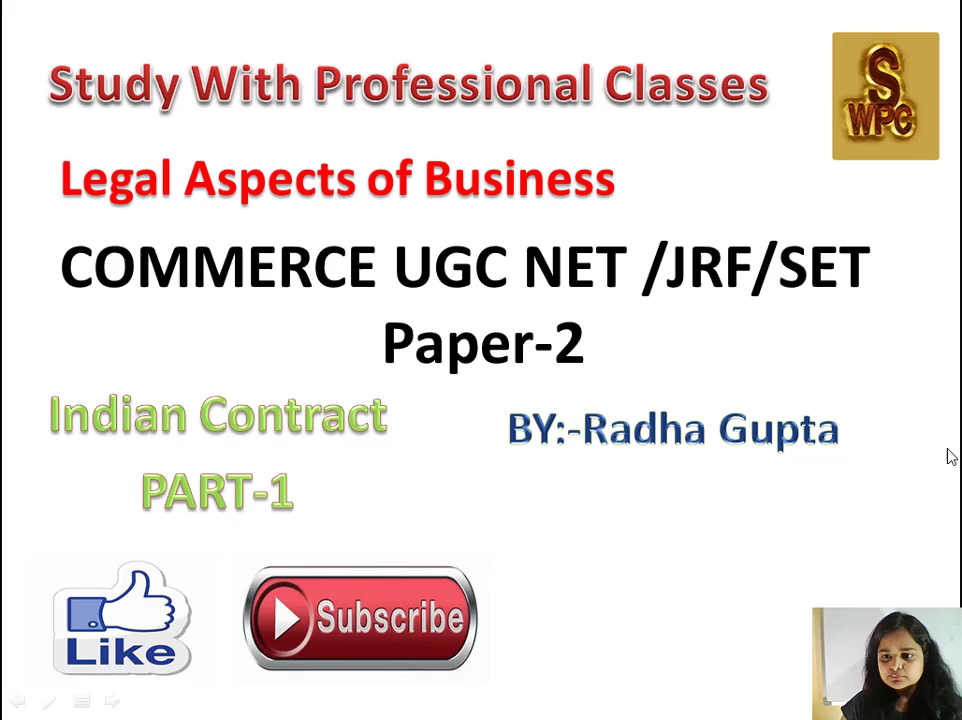 Study With Professional Classes
S
WPC
Legal Aspects of Business
COMMERCE UGC NET /JRF/SET
Paper-2
Indian Contract
BY:-Radha Gupta
PART-1
Like
Subscribe